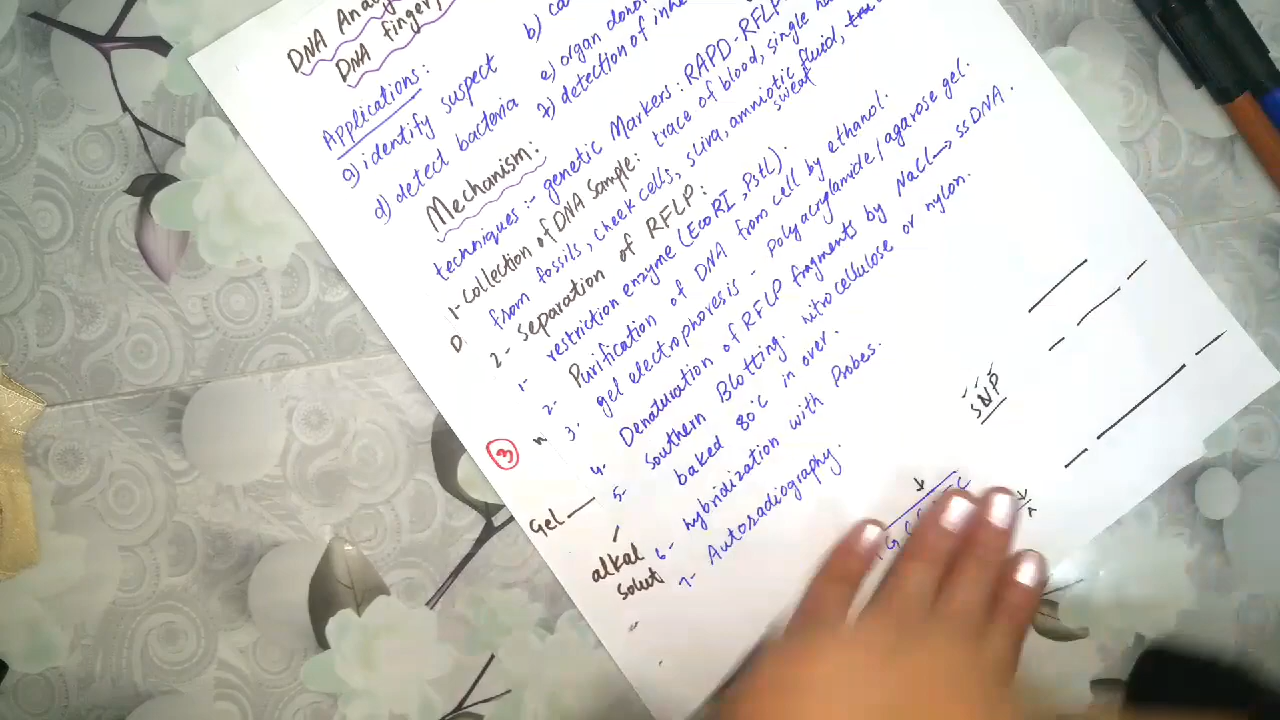 DNA
DNA finger
Applications:
a) identify suspect b)
d) detect bacteria e) organ dono
f) detection of inhe
Mechanism:
techniques :- genetic Markers: RAPD-RFLP
1- Collection of DNA Sample: trace of blood, single ha
from fossils, cheek cells, sliva, amniotic fluid,
sweat
2- Separation of RFLP:
1- restriction enzyme (EcoRI, PstI).
2- Purification of DNA from cell by ethanol.
3- gel electrophoresis - polyacrylamide/agarose gel.
4- Denaturation of RFLP fragments by NaCl → ssDNA.
5- Southern Blotting. nitrocellulose or nylon.
baked 80°C in over.
6- hybridization with Probes.
7- Autoradiography.
3
Gel
alkal
solut
SNP